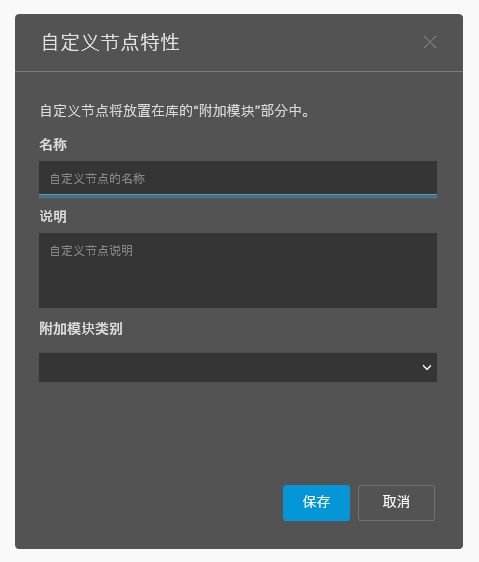 自定义节点特性
自定义节点将放置在库的“附加模块”部分中。
名称
自定义节点的名称
说明
自定义节点说明
附加模块类别
保存
取消